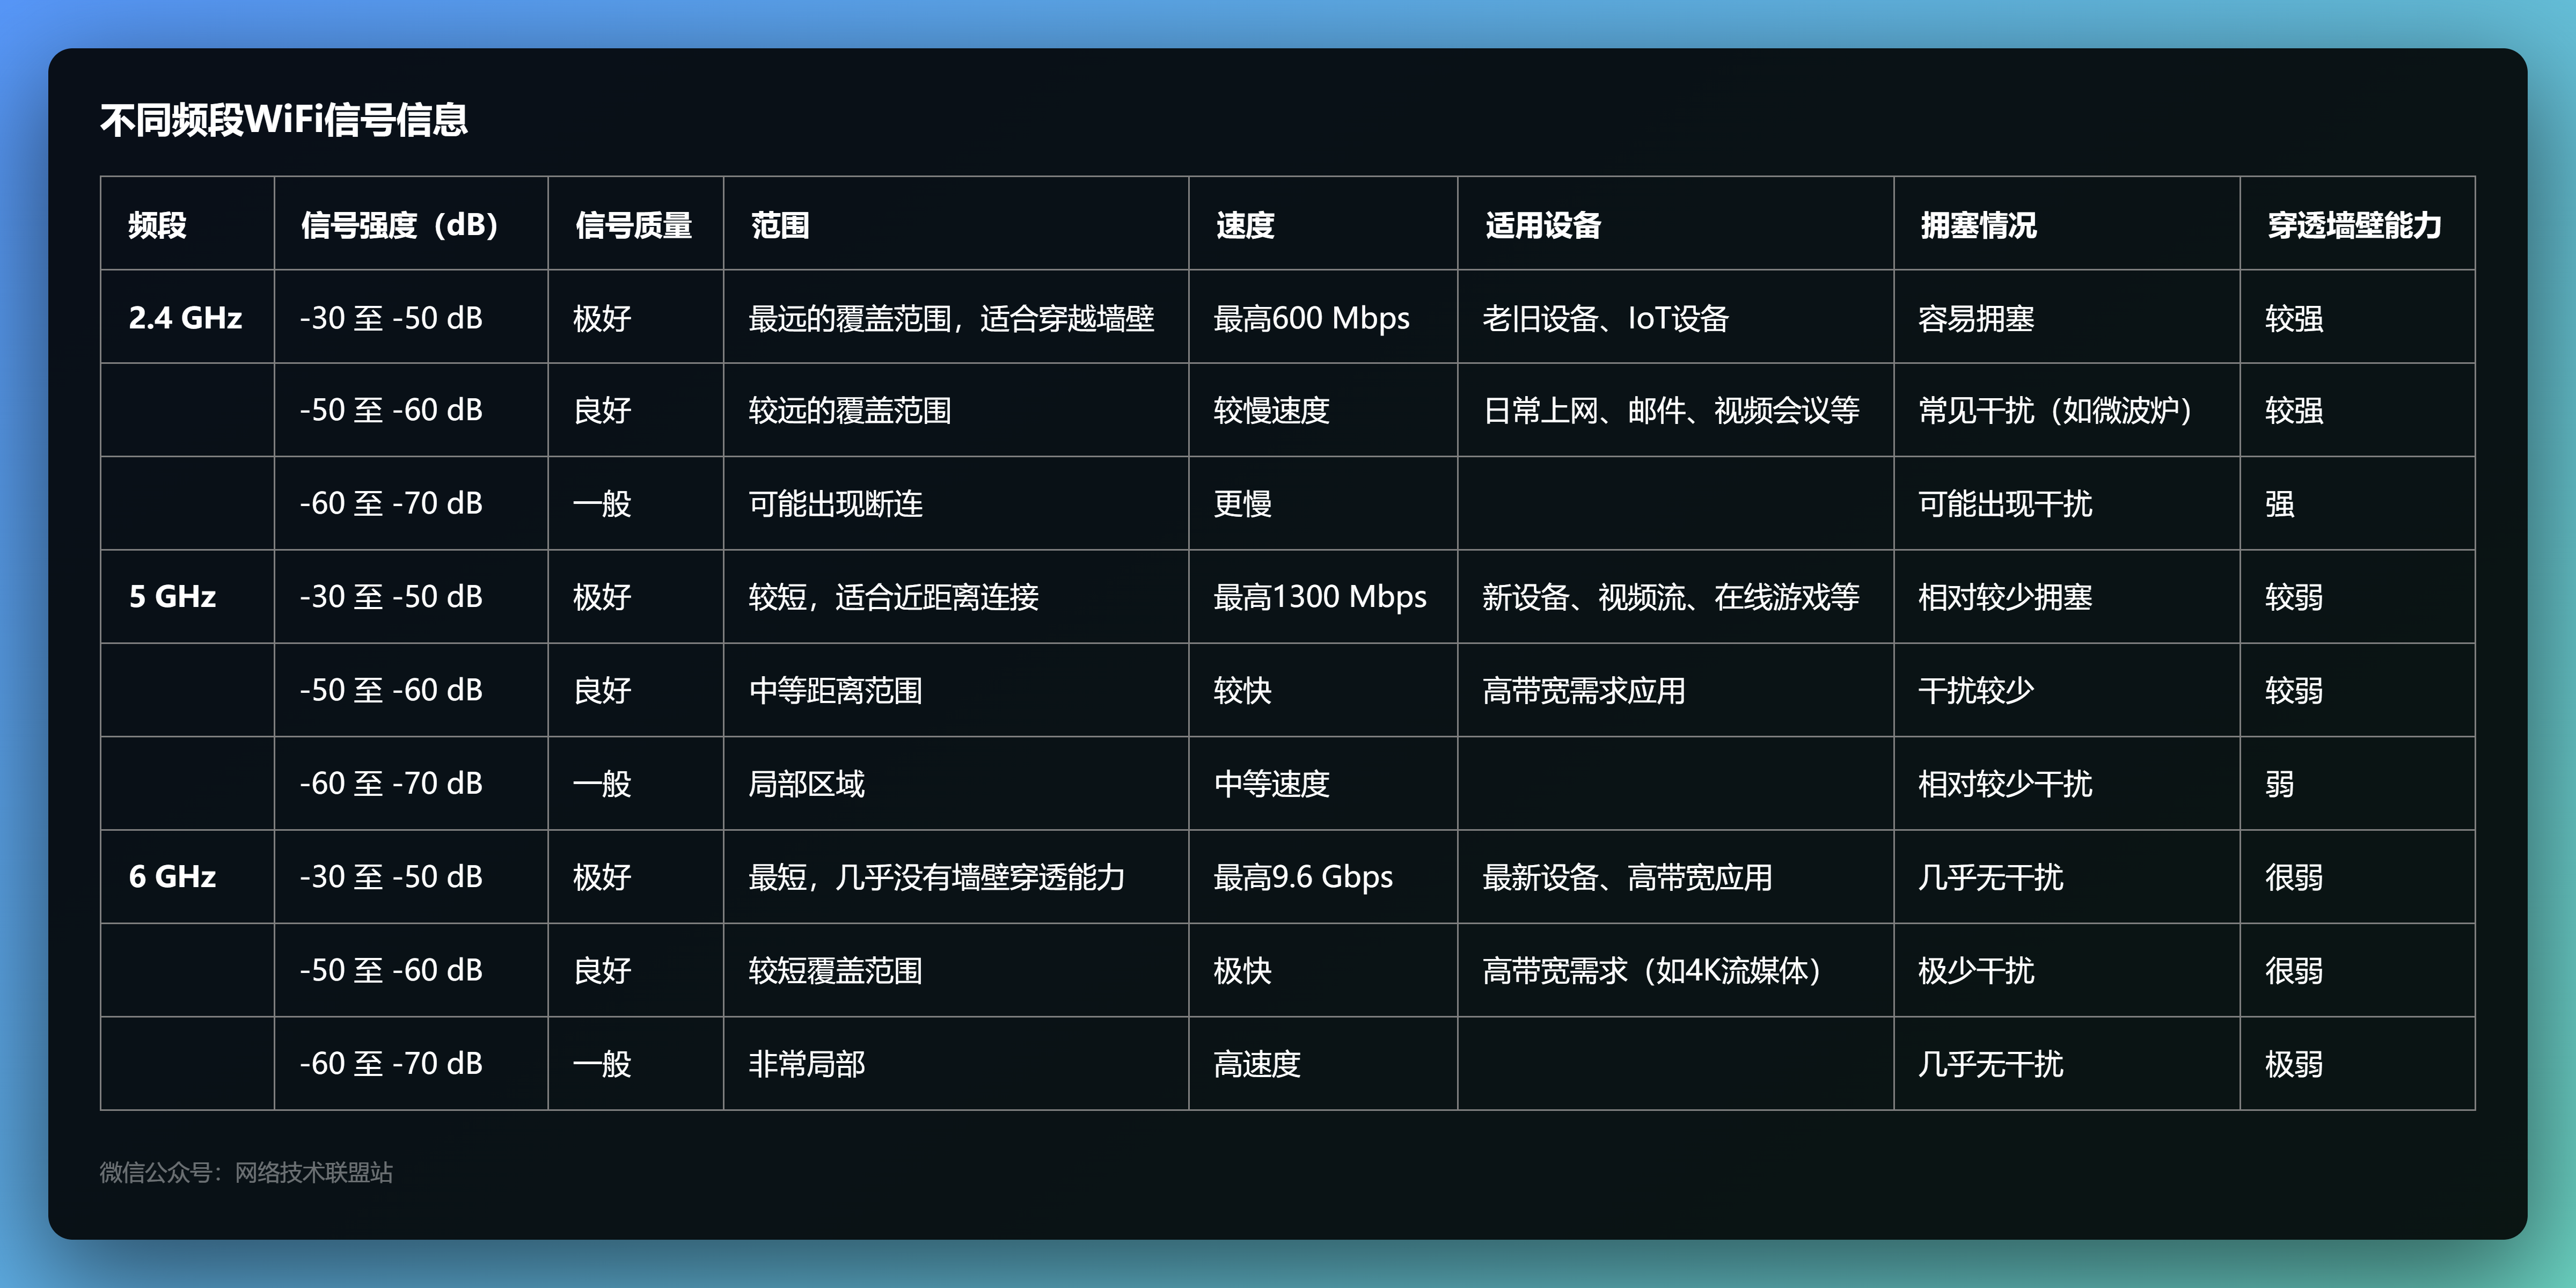 不同频段WiFi信号信息
频段 信号强度（dB） 信号质量 范围 速度 适用设备 拥塞情况 穿透墙壁能力
2.4 GHz -30 至 -50 dB 极好 最远的覆盖范围，适合穿越墙壁 最高600 Mbps 老旧设备、IoT设备 容易拥塞 较强
-50 至 -60 dB 良好 较远的覆盖范围 较慢速度 日常上网、邮件、视频会议等 常见干扰（如微波炉） 较强
-60 至 -70 dB 一般 可能出现断连 更慢 可能出现干扰 强
5 GHz -30 至 -50 dB 极好 较短，适合近距离连接 最高1300 Mbps 新设备、视频流、在线游戏等 相对较少拥塞 较弱
-50 至 -60 dB 良好 中等距离范围 较快 高带宽需求应用 干扰较少 较弱
-60 至 -70 dB 一般 局部区域 中等速度 相对较少干扰 弱
6 GHz -30 至 -50 dB 极好 最短，几乎没有墙壁穿透能力 最高9.6 Gbps 最新设备、高带宽应用 几乎无干扰 很弱
-50 至 -60 dB 良好 较短覆盖范围 极快 高带宽需求（如4K流媒体） 极少干扰 很弱
-60 至 -70 dB 一般 非常局部 高速度 几乎无干扰 极弱
微信公众号：网络技术联盟站